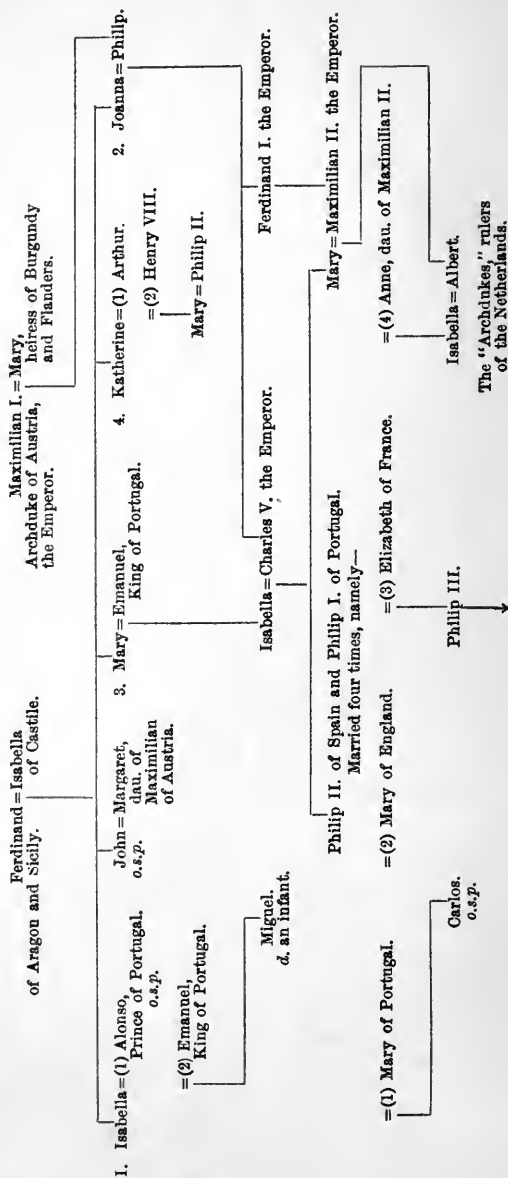 Maximilian I. = Mary,
Archduke of Austria, heiress of Burgundy
the Emperor. and Flanders.
Ferdinand = Isabella
of Aragon and Sicily. of Castile.
1. Isabella = (1) Alonso,
Prince of Portugal.
o.s.p.
= (2) Emanuel,
King of Portugal.
Miguel.
d. an infant.
John = Margaret,
o.s.p. dau. of
Maximilian
of Austria.
3. Mary = Emanuel,
King of Portugal.
4. Katherine = (1) Arthur.
= (2) Henry VIII.
Mary = Philip II.
2. Joanna = Philip.
Isabella = Charles V. the Emperor.
Ferdinand I. the Emperor.
Philip II. of Spain and Philip I. of Portugal.
Married four times, namely—
Mary = Maximilian II. the Emperor.
= (1) Mary of Portugal.
Carlos.
o.s.p.
= (2) Mary of England.
= (3) Elizabeth of France.
Philip III.
= (4) Anne, dau. of Maximilian II.
Isabella = Albert.
The "Archdukes," rulers
of the Netherlands.